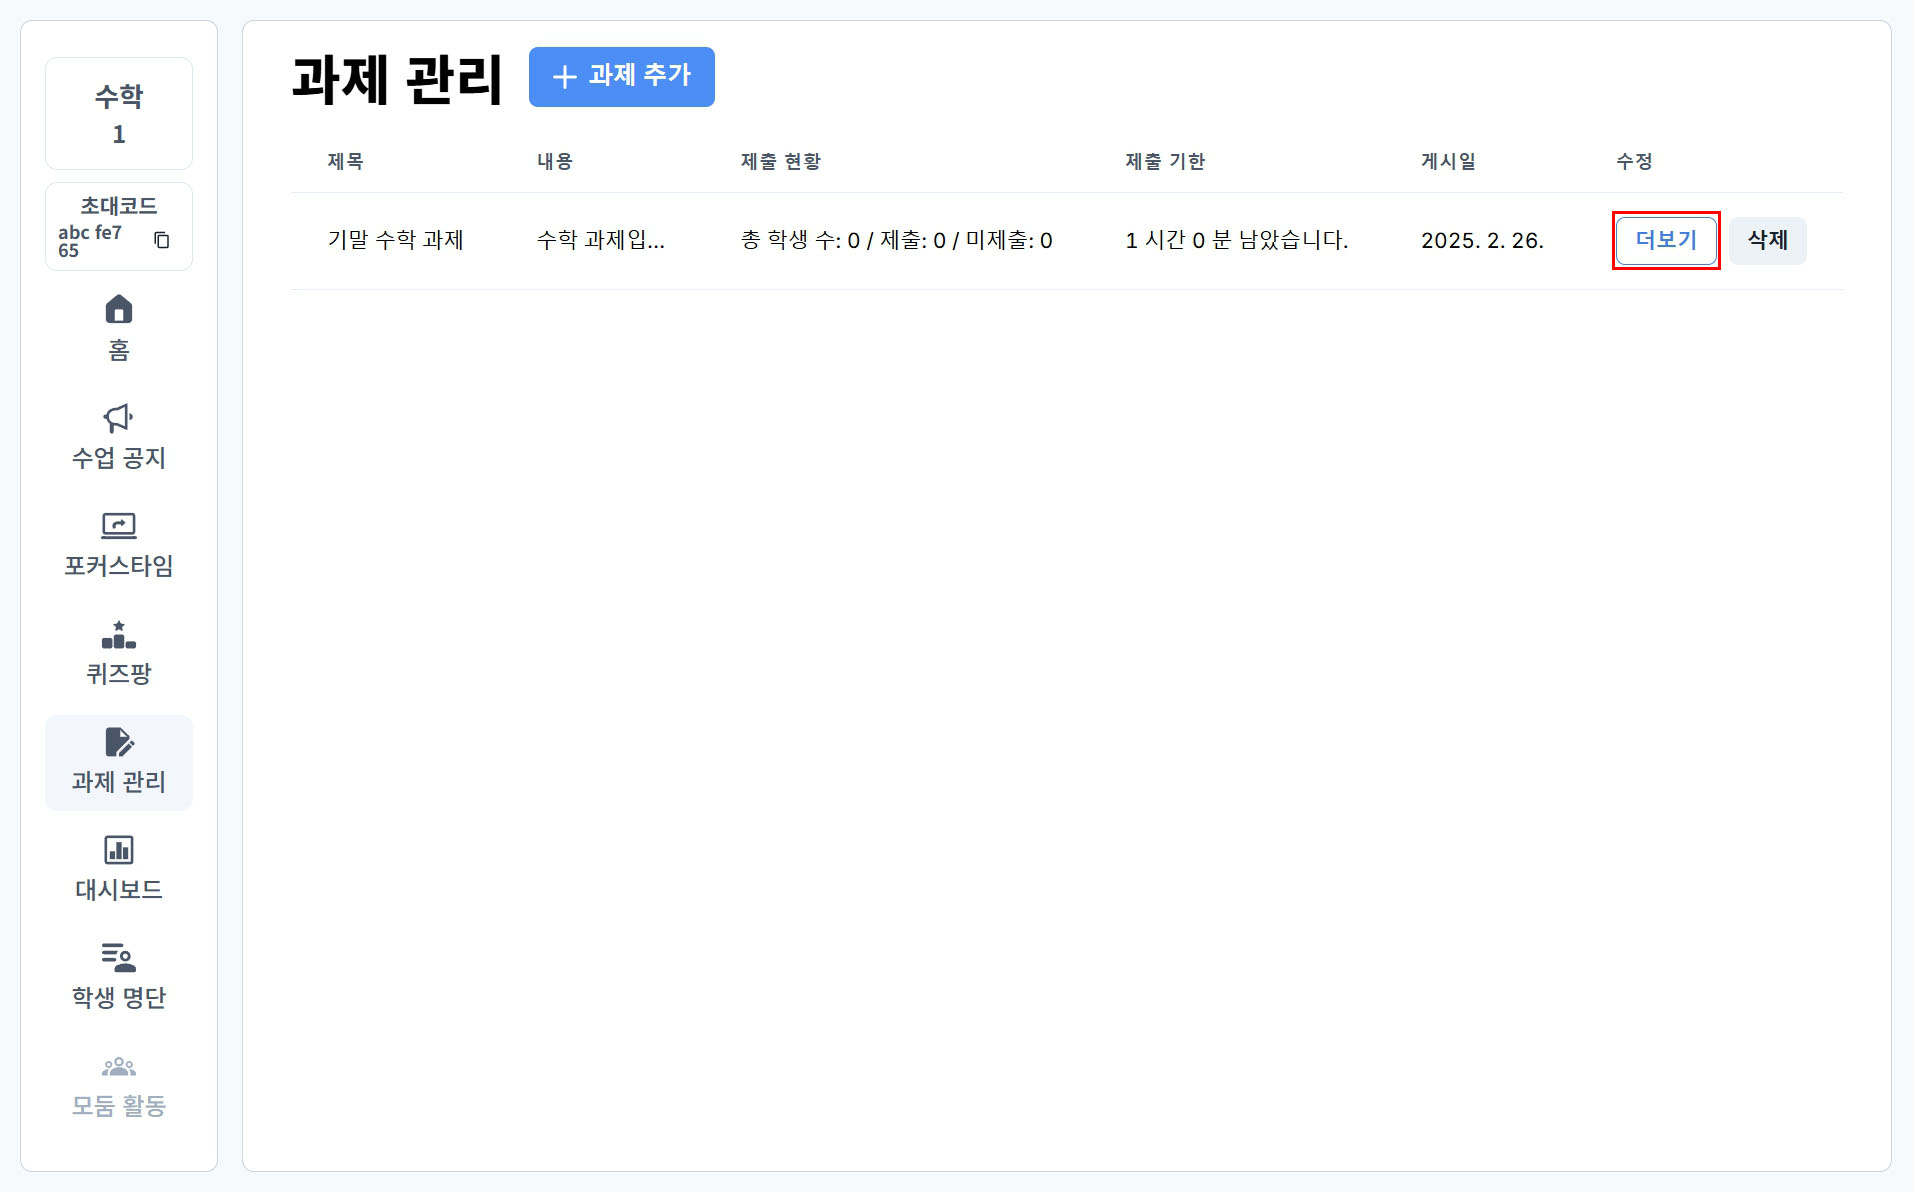 수학
1
초대코드
abc fe7
65
홈
수업 공지
포커스타임
퀴즈팡
과제 관리
대시보드
학생 명단
모둠 활동
과제 관리
과제 추가
제목 내용 제출 현황 제출 기한 게시일 수정
기말 수학 과제 수학 과제입... 총 학생 수: 0 / 제출: 0 / 미제출: 0 1 시간 0 분 남았습니다. 2025. 2. 26. 더보기 삭제